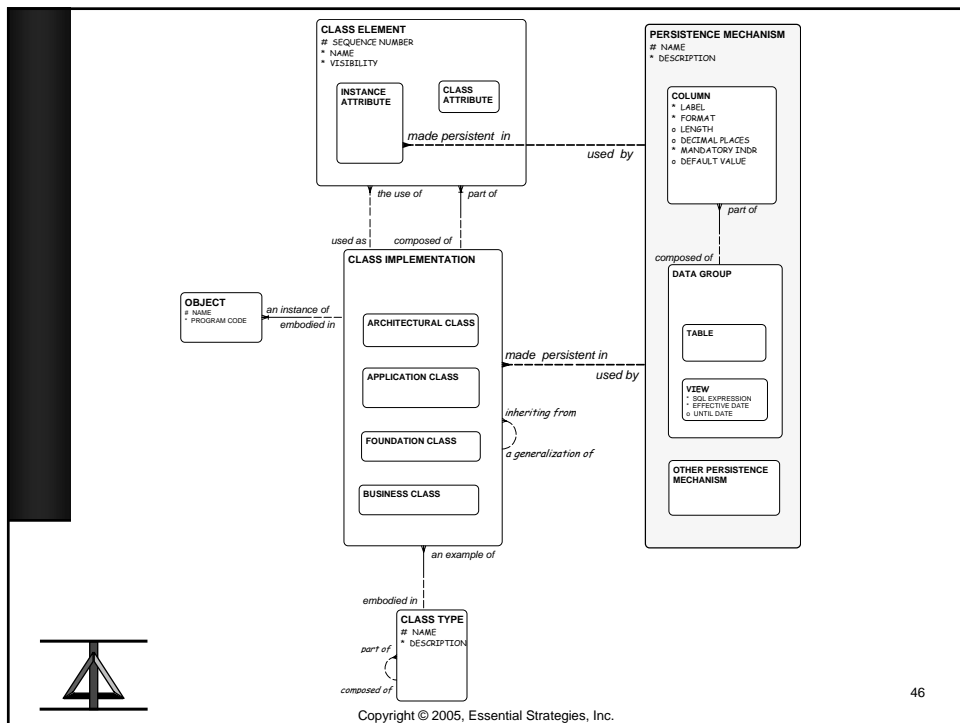 CLASS ELEMENT
# SEQUENCE NUMBER
* NAME
* VISIBILITY
INSTANCE
ATTRIBUTE
CLASS
ATTRIBUTE
made persistent in
used by
the use of
part of
used as
composed of
PERSISTENCE MECHANISM
# NAME
* DESCRIPTION
COLUMN
* LABEL
* FORMAT
o LENGTH
o DECIMAL PLACES
* MANDATORY INDR
o DEFAULT VALUE
part of
composed of
DATA GROUP
TABLE
VIEW
* SQL EXPRESSION
* EFFECTIVE DATE
o UNTIL DATE
OTHER PERSISTENCE
MECHANISM
CLASS IMPLEMENTATION
ARCHITECTURAL CLASS
APPLICATION CLASS
FOUNDATION CLASS
BUSINESS CLASS
OBJECT
# NAME
* PROGRAM CODE
an instance of
embodied in
made persistent in
used by
inheriting from
a generalization of
an example of
embodied in
CLASS TYPE
# NAME
* DESCRIPTION
part of
composed of
46
Copyright © 2005, Essential Strategies, Inc.